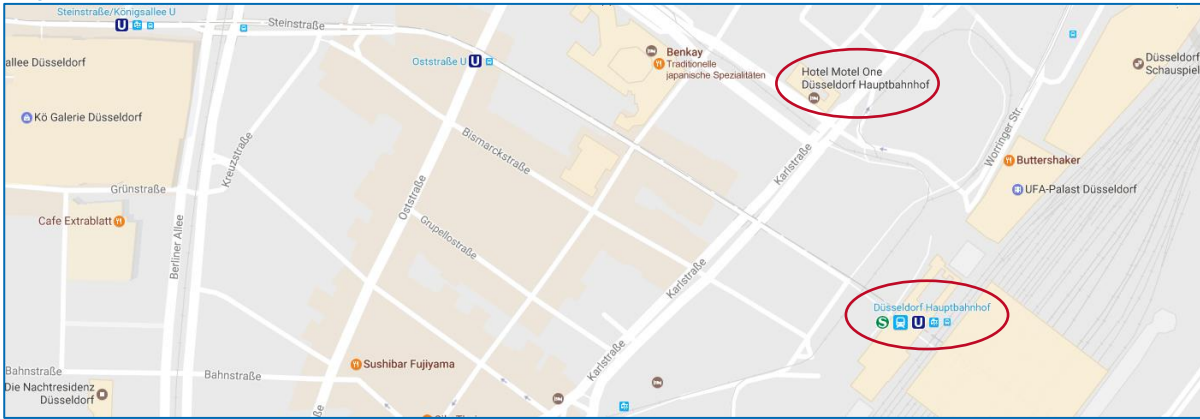 Steinstraße/Königsallee U
U
Steinstraße
allee Düsseldorf
Oststraße U
U
Benkay
Traditionelle
japanische Spezialitäten
Hotel Motel One
Düsseldorf Hauptbahnhof
Düsseldorf
Schauspiel
Kö Galerie Düsseldorf
Kreuzstraße
Bismarckstraße
Karlstraße
Worringer Str.
Buttershaker
UFA-Palast Düsseldorf
Grünstraße
Oststraße
Cafe Extrablatt
Berliner Allee
Grupellostraße
Karlstraße
Düsseldorf Hauptbahnhof
S
U
Karlstraße
Sushibar Fujiyama
Bahnstraße
Bahnstraße
Die Nachtresidenz
Düsseldorf